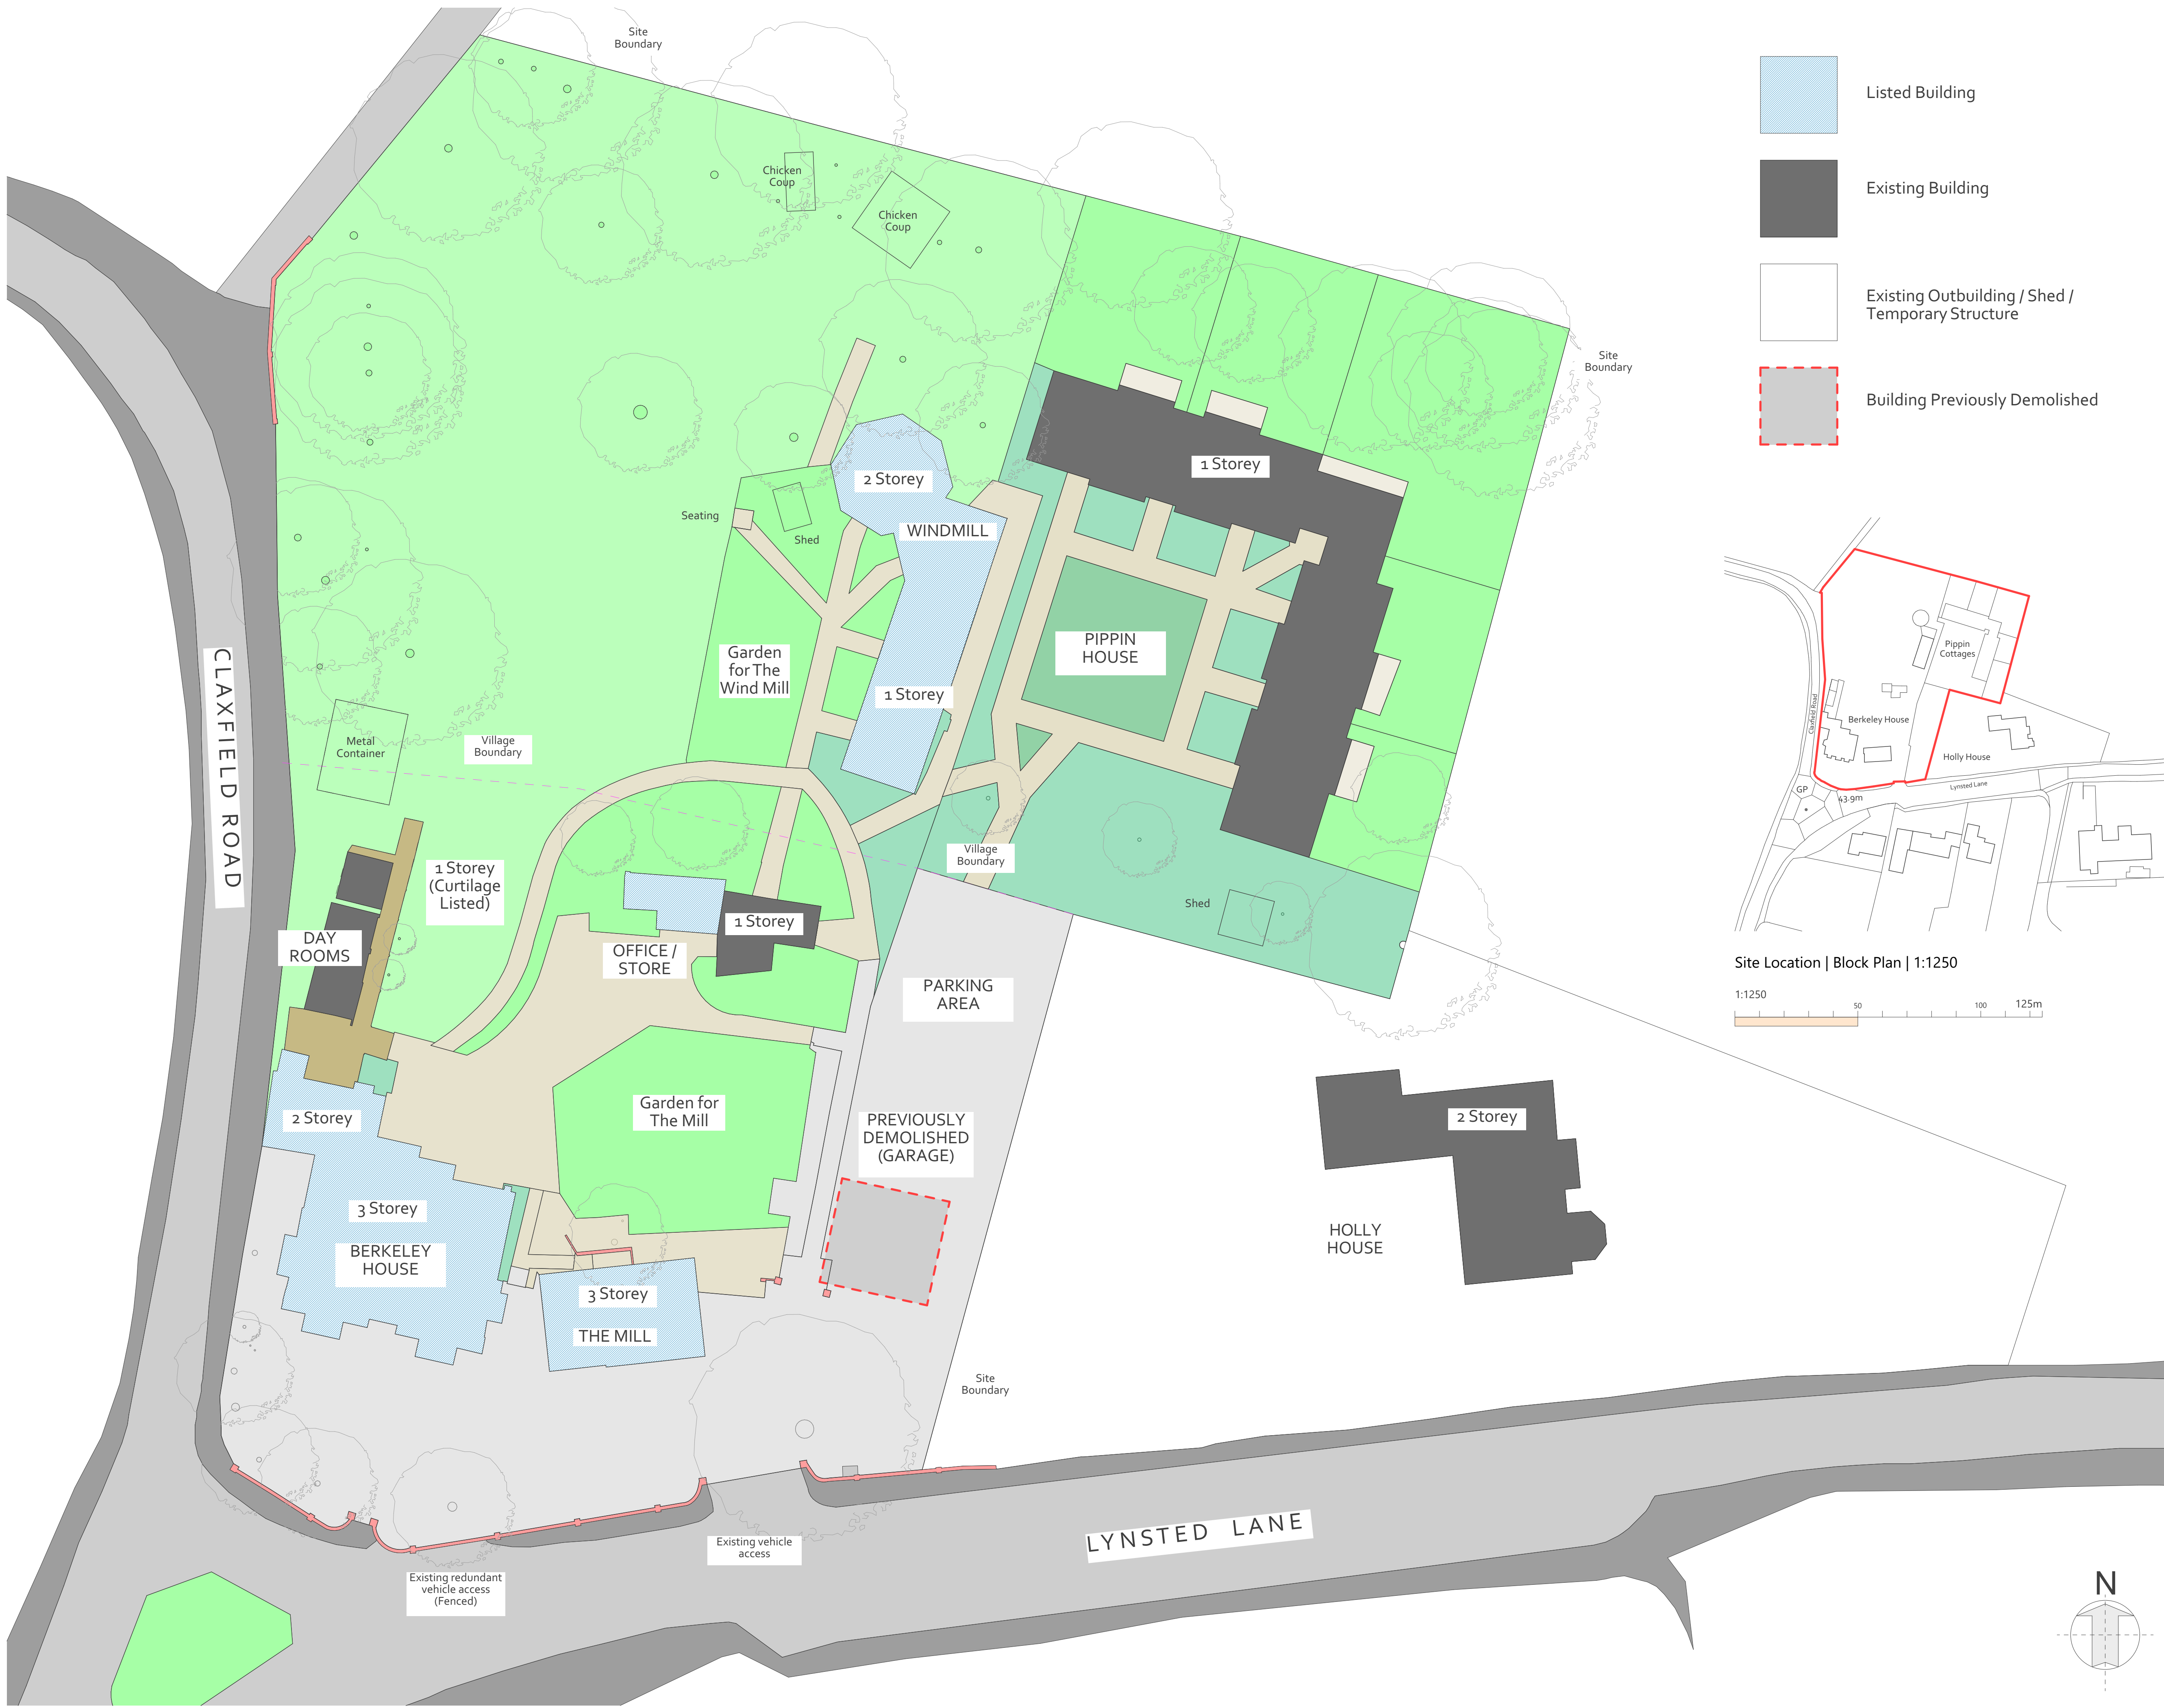 Site
Boundary
Chicken
Coup
Chicken
Coup
Listed Building
Existing Building
Existing Outbuilding / Shed /
Temporary Structure
Building Previously Demolished
Site
Boundary
1 Storey
2 Storey
WINDMILL
Seating
Shed
Garden
for The
Wind Mill
1 Storey
PIPPIN
HOUSE
CLAXFIELD ROAD
Metal
Container
Village
Boundary
Village
Boundary
1 Storey
(Curtilage
Listed)
DAY
ROOMS
1 Storey
OFFICE /
STORE
Shed
PARKING
AREA
2 Storey
Garden for
The Mill
PREVIOUSLY
DEMOLISHED
(GARAGE)
2 Storey
3 Storey
BERKELEY
HOUSE
HOLLY
HOUSE
3 Storey
THE MILL
Site
Boundary
Existing vehicle
access
Existing redundant
vehicle access
(Fenced)
LYNSTED LANE
Pippin
Cottages
Claxfield Road
Berkeley House
Holly House
Lynsted Lane
GP
43.9m
Site Location | Block Plan | 1:1250
1:1250
50
100
125m
N